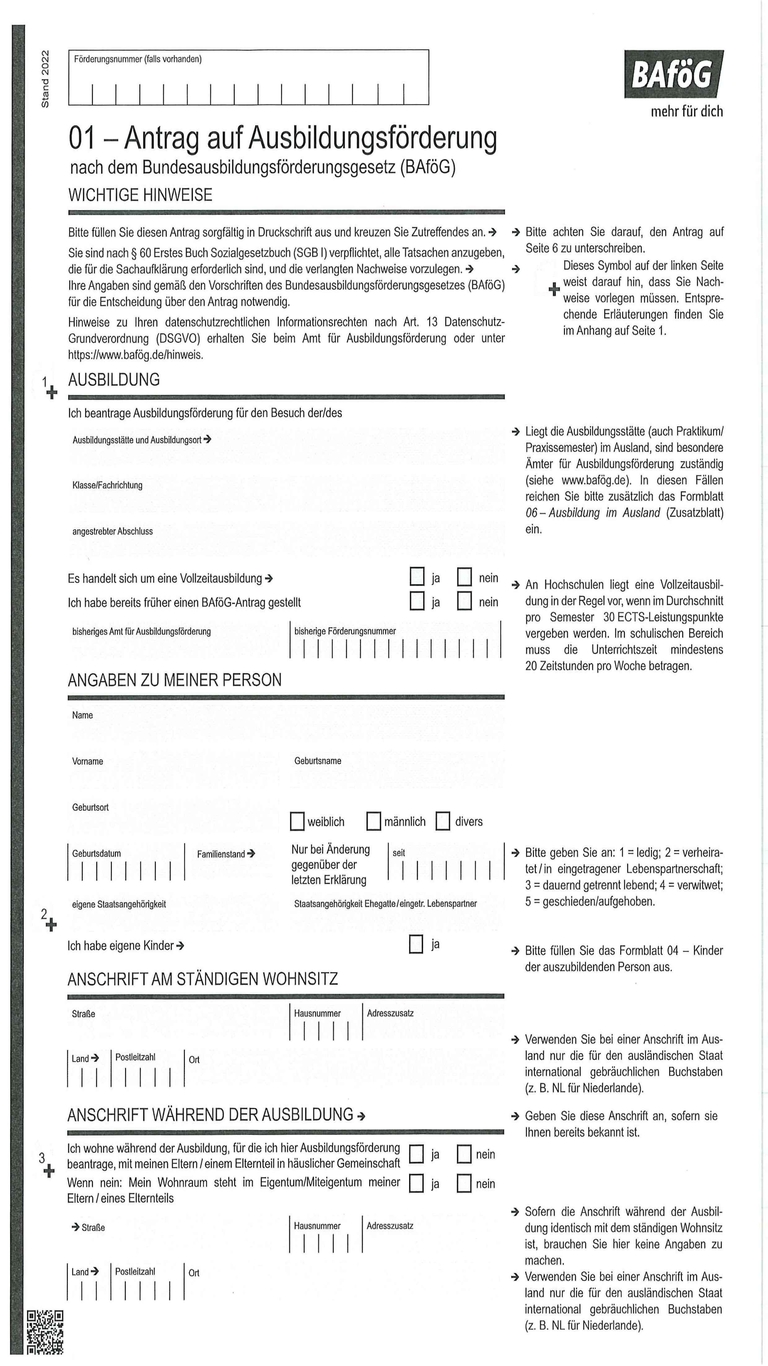 Stand 2022
Förderungsnummer (falls vorhanden)
BAföG
mehr für dich
01 – Antrag auf Ausbildungsförderung
nach dem Bundesausbildungsförderungsgesetz (BAföG)
WICHTIGE HINWEISE
Bitte füllen Sie diesen Antrag sorgfältig in Druckschrift aus und kreuzen Sie Zutreffendes an. →
Sie sind nach § 60 Erstes Buch Sozialgesetzbuch (SGB I) verpflichtet, alle Tatsachen anzugeben,
die für die Sachaufklärung erforderlich sind, und die verlangten Nachweise vorzulegen. →
Ihre Angaben sind gemäß den Vorschriften des Bundesausbildungsförderungsgesetzes (BAföG)
für die Entscheidung über den Antrag notwendig.
Hinweise zu Ihren datenschutzrechtlichen Informationsrechten nach Art. 13 Datenschutz-
Grundverordnung (DSGVO) erhalten Sie beim Amt für Ausbildungsförderung oder unter
https://www.bafög.de/hinweis.
→ Bitte achten Sie darauf, den Antrag auf
Seite 6 zu unterschreiben.
→ Dieses Symbol auf der linken Seite
+ weist darauf hin, dass Sie Nach-
weise vorlegen müssen. Entspre-
chende Erläuterungen finden Sie
im Anhang auf Seite 1.
1 + AUSBILDUNG
Ich beantrage Ausbildungsförderung für den Besuch der/des
Ausbildungsstätte und Ausbildungsort →
Klasse/Fachrichtung
angestrebter Abschluss
→ Liegt die Ausbildungsstätte (auch Praktikum/
Praxissemester) im Ausland, sind besondere
Ämter für Ausbildungsförderung zuständig
(siehe www.bafög.de). In diesen Fällen
reichen Sie bitte zusätzlich das Formblatt
06 – Ausbildung im Ausland (Zusatzblatt)
ein.
Es handelt sich um eine Vollzeitausbildung → ja nein
Ich habe bereits früher einen BAföG-Antrag gestellt ja nein
bisheriges Amt für Ausbildungsförderung bisherige Förderungsnummer
→ An Hochschulen liegt eine Vollzeitausbil-
dung in der Regel vor, wenn im Durchschnitt
pro Semester 30 ECTS-Leistungspunkte
vergeben werden. Im schulischen Bereich
muss die Unterrichtszeit mindestens
20 Zeitstunden pro Woche betragen.
ANGABEN ZU MEINER PERSON
Name
Vorname Geburtsname
Geburtsort
weiblich männlich divers
Geburtsdatum Familienstand → Nur bei Änderung
gegenüber der
letzten Erklärung seit
→ Bitte geben Sie an: 1 = ledig; 2 = verheira-
tet / in eingetragener Lebenspartnerschaft;
3 = dauernd getrennt lebend; 4 = verwitwet;
5 = geschieden/aufgehoben.
2 + eigene Staatsangehörigkeit Staatsangehörigkeit Ehegatte/eingetr. Lebenspartner
Ich habe eigene Kinder → ja
→ Bitte füllen Sie das Formblatt 04 – Kinder
der auszubildenden Person aus.
ANSCHRIFT AM STÄNDIGEN WOHNSITZ
Straße Hausnummer Adresszusatz
Land → Postleitzahl Ort
→ Verwenden Sie bei einer Anschrift im Aus-
land nur die für den ausländischen Staat
international gebräuchlichen Buchstaben
(z. B. NL für Niederlande).
ANSCHRIFT WÄHREND DER AUSBILDUNG →
→ Geben Sie diese Anschrift an, sofern sie
Ihnen bereits bekannt ist.
3 + Ich wohne während der Ausbildung, für die ich hier Ausbildungsförderung
beantrage, mit meinen Eltern / einem Elternteil in häuslicher Gemeinschaft ja nein
Wenn nein: Mein Wohnraum steht im Eigentum/Miteigentum meiner
Eltern / eines Elternteils ja nein
→ Straße Hausnummer Adresszusatz
Land → Postleitzahl Ort
→ Sofern die Anschrift während der Ausbil-
dung identisch mit dem ständigen Wohnsitz
ist, brauchen Sie hier keine Angaben zu
machen.
→ Verwenden Sie bei einer Anschrift im Aus-
land nur die für den ausländischen Staat
international gebräuchlichen Buchstaben
(z. B. NL für Niederlande).